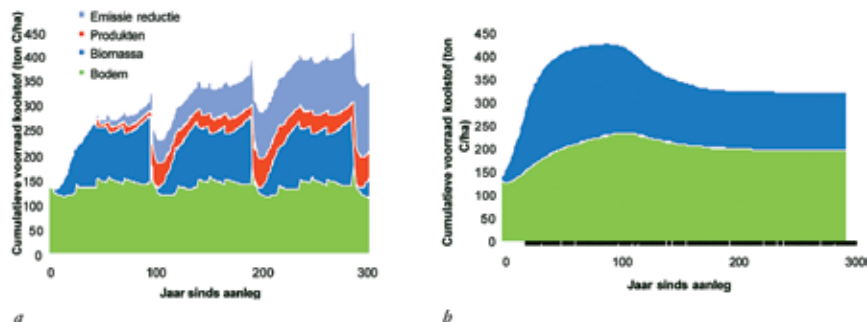 Cumulatieve voorraad koolstof (ton C/ha)
450
400
350
300
250
200
150
100
50
0
Emissie reductie
Produkten
Biomassa
Bodem
0 100 200 300
Jaar sinds aanleg
a
Cumulatieve voorraad koolstof (ton
C/ha)
450
400
350
300
250
200
150
100
50
0
0 100 200 3000
Jaar sinds aanleg
b